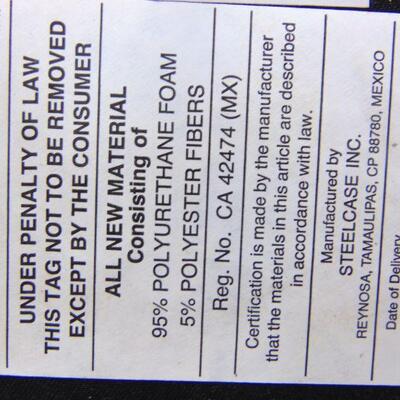 UNDER PENALTY OF LAW
THIS TAG NOT TO BE REMOVED
EXCEPT BY THE CONSUMER
ALL NEW MATERIAL
Consisting of
95% POLYURETHANE FOAM
5% POLYESTER FIBERS
Reg. No. CA 42474 (MX)
Certification is made by the manufacturer
that the materials in this article are described
in accordance with law.
Manufactured by
STEELCASE INC.
REYNOSA, TAMAULIPAS, CP 88780, MEXICO
Date of Delivery